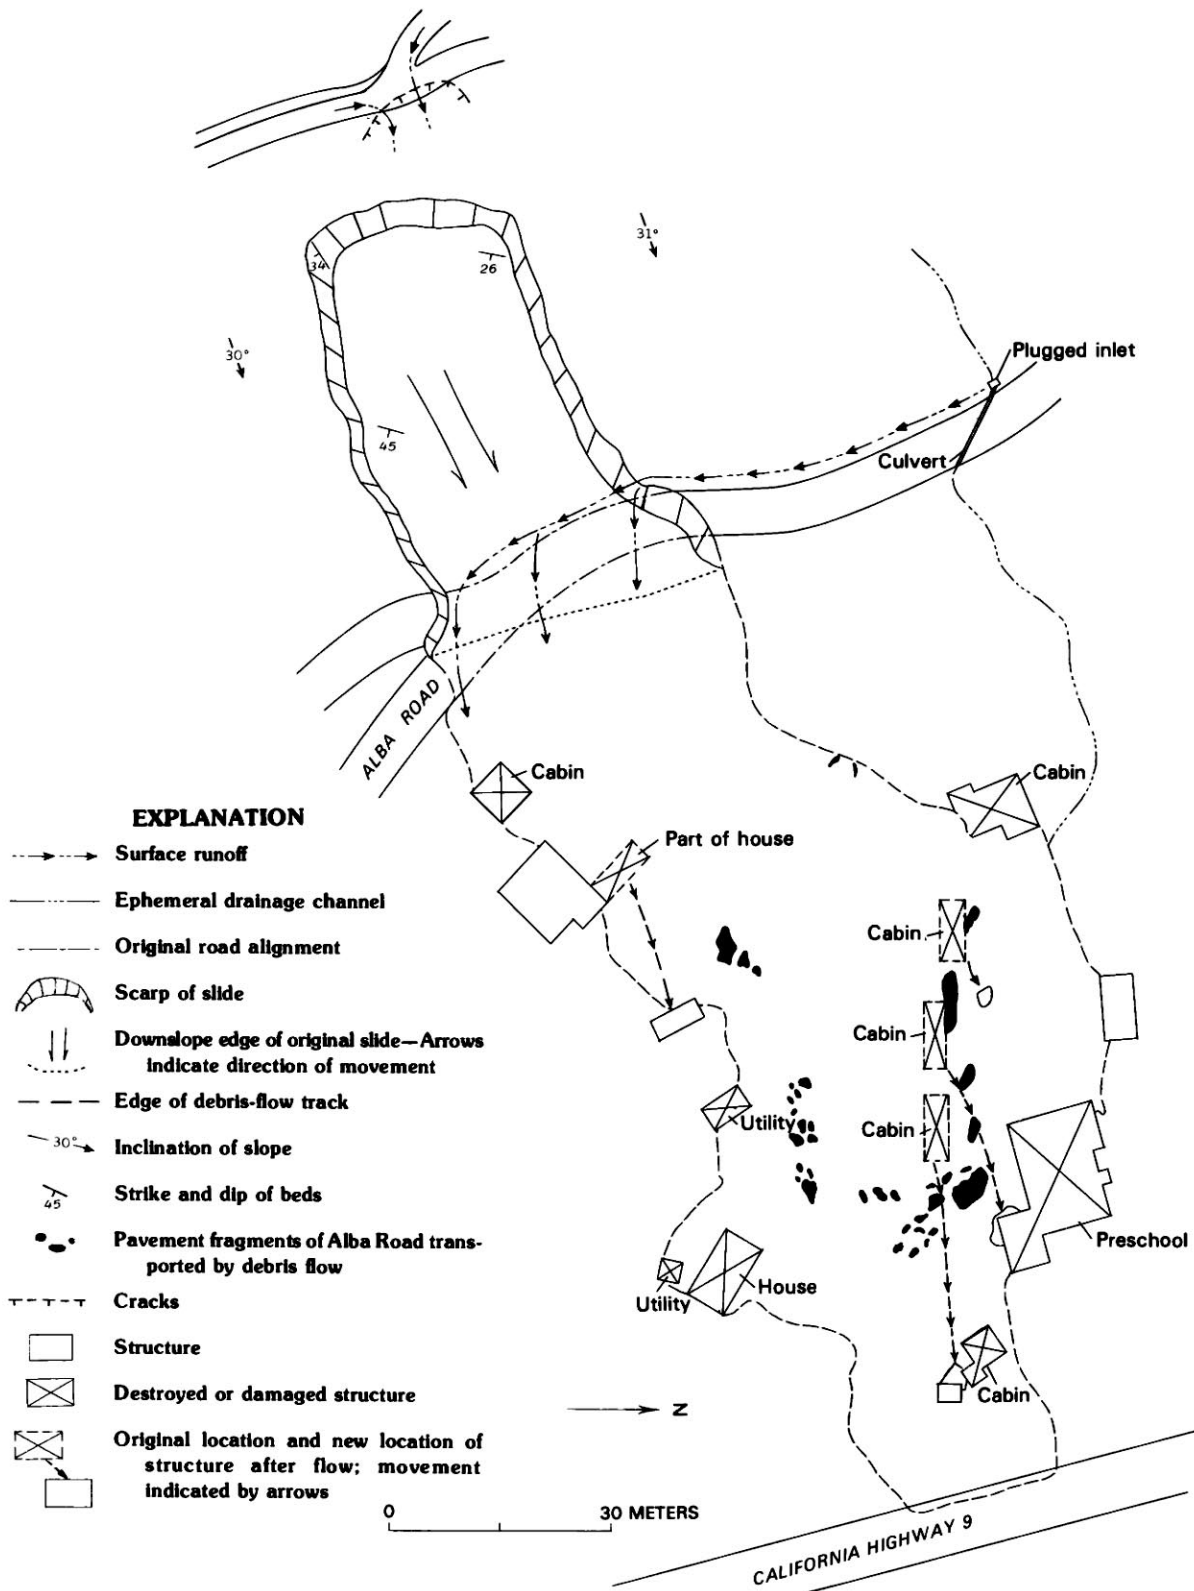 31°
34
26
30°
45
Plugged inlet
Culvert
ALBA ROAD
Cabin
Cabin
Part of house
Cabin
Cabin
Cabin
Utility
Preschool
Utility
House
Cabin
EXPLANATION
Surface runoff
Ephemeral drainage channel
Original road alignment
Scarp of slide
Downslope edge of original slide—Arrows
indicate direction of movement
Edge of debris-flow track
30°
Inclination of slope
45
Strike and dip of beds
Pavement fragments of Alba Road trans-
ported by debris flow
Cracks
Structure
Destroyed or damaged structure
Original location and new location of
structure after flow; movement
indicated by arrows
N
0 30 METERS
CALIFORNIA HIGHWAY 9